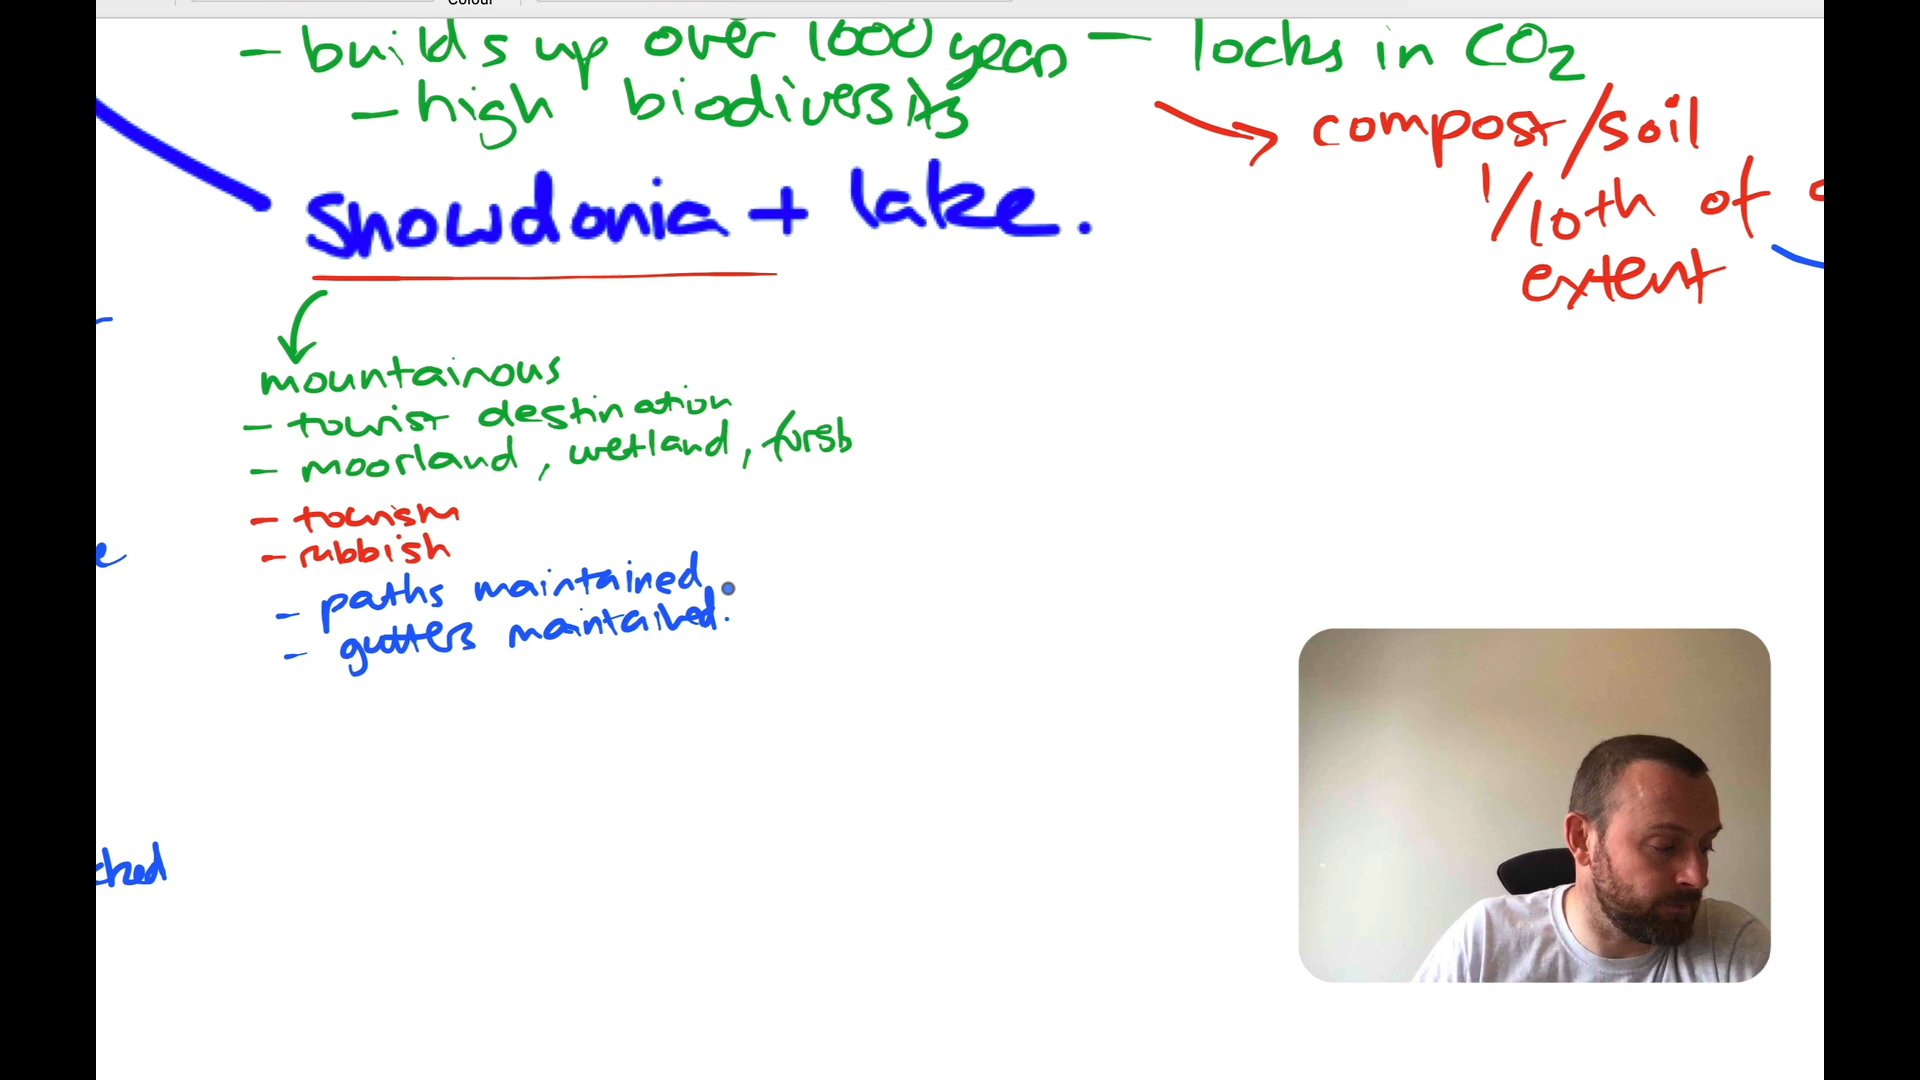 Colour
- builds up over 1000 years - locks in CO2
- high biodiversity
compost/soil
1/10th of
extent
Snowdonia + lake.
mountainous
- tourist destination
- moorland, wetland,
- tourism
- rubbish
- paths maintained
- gutters maintained.